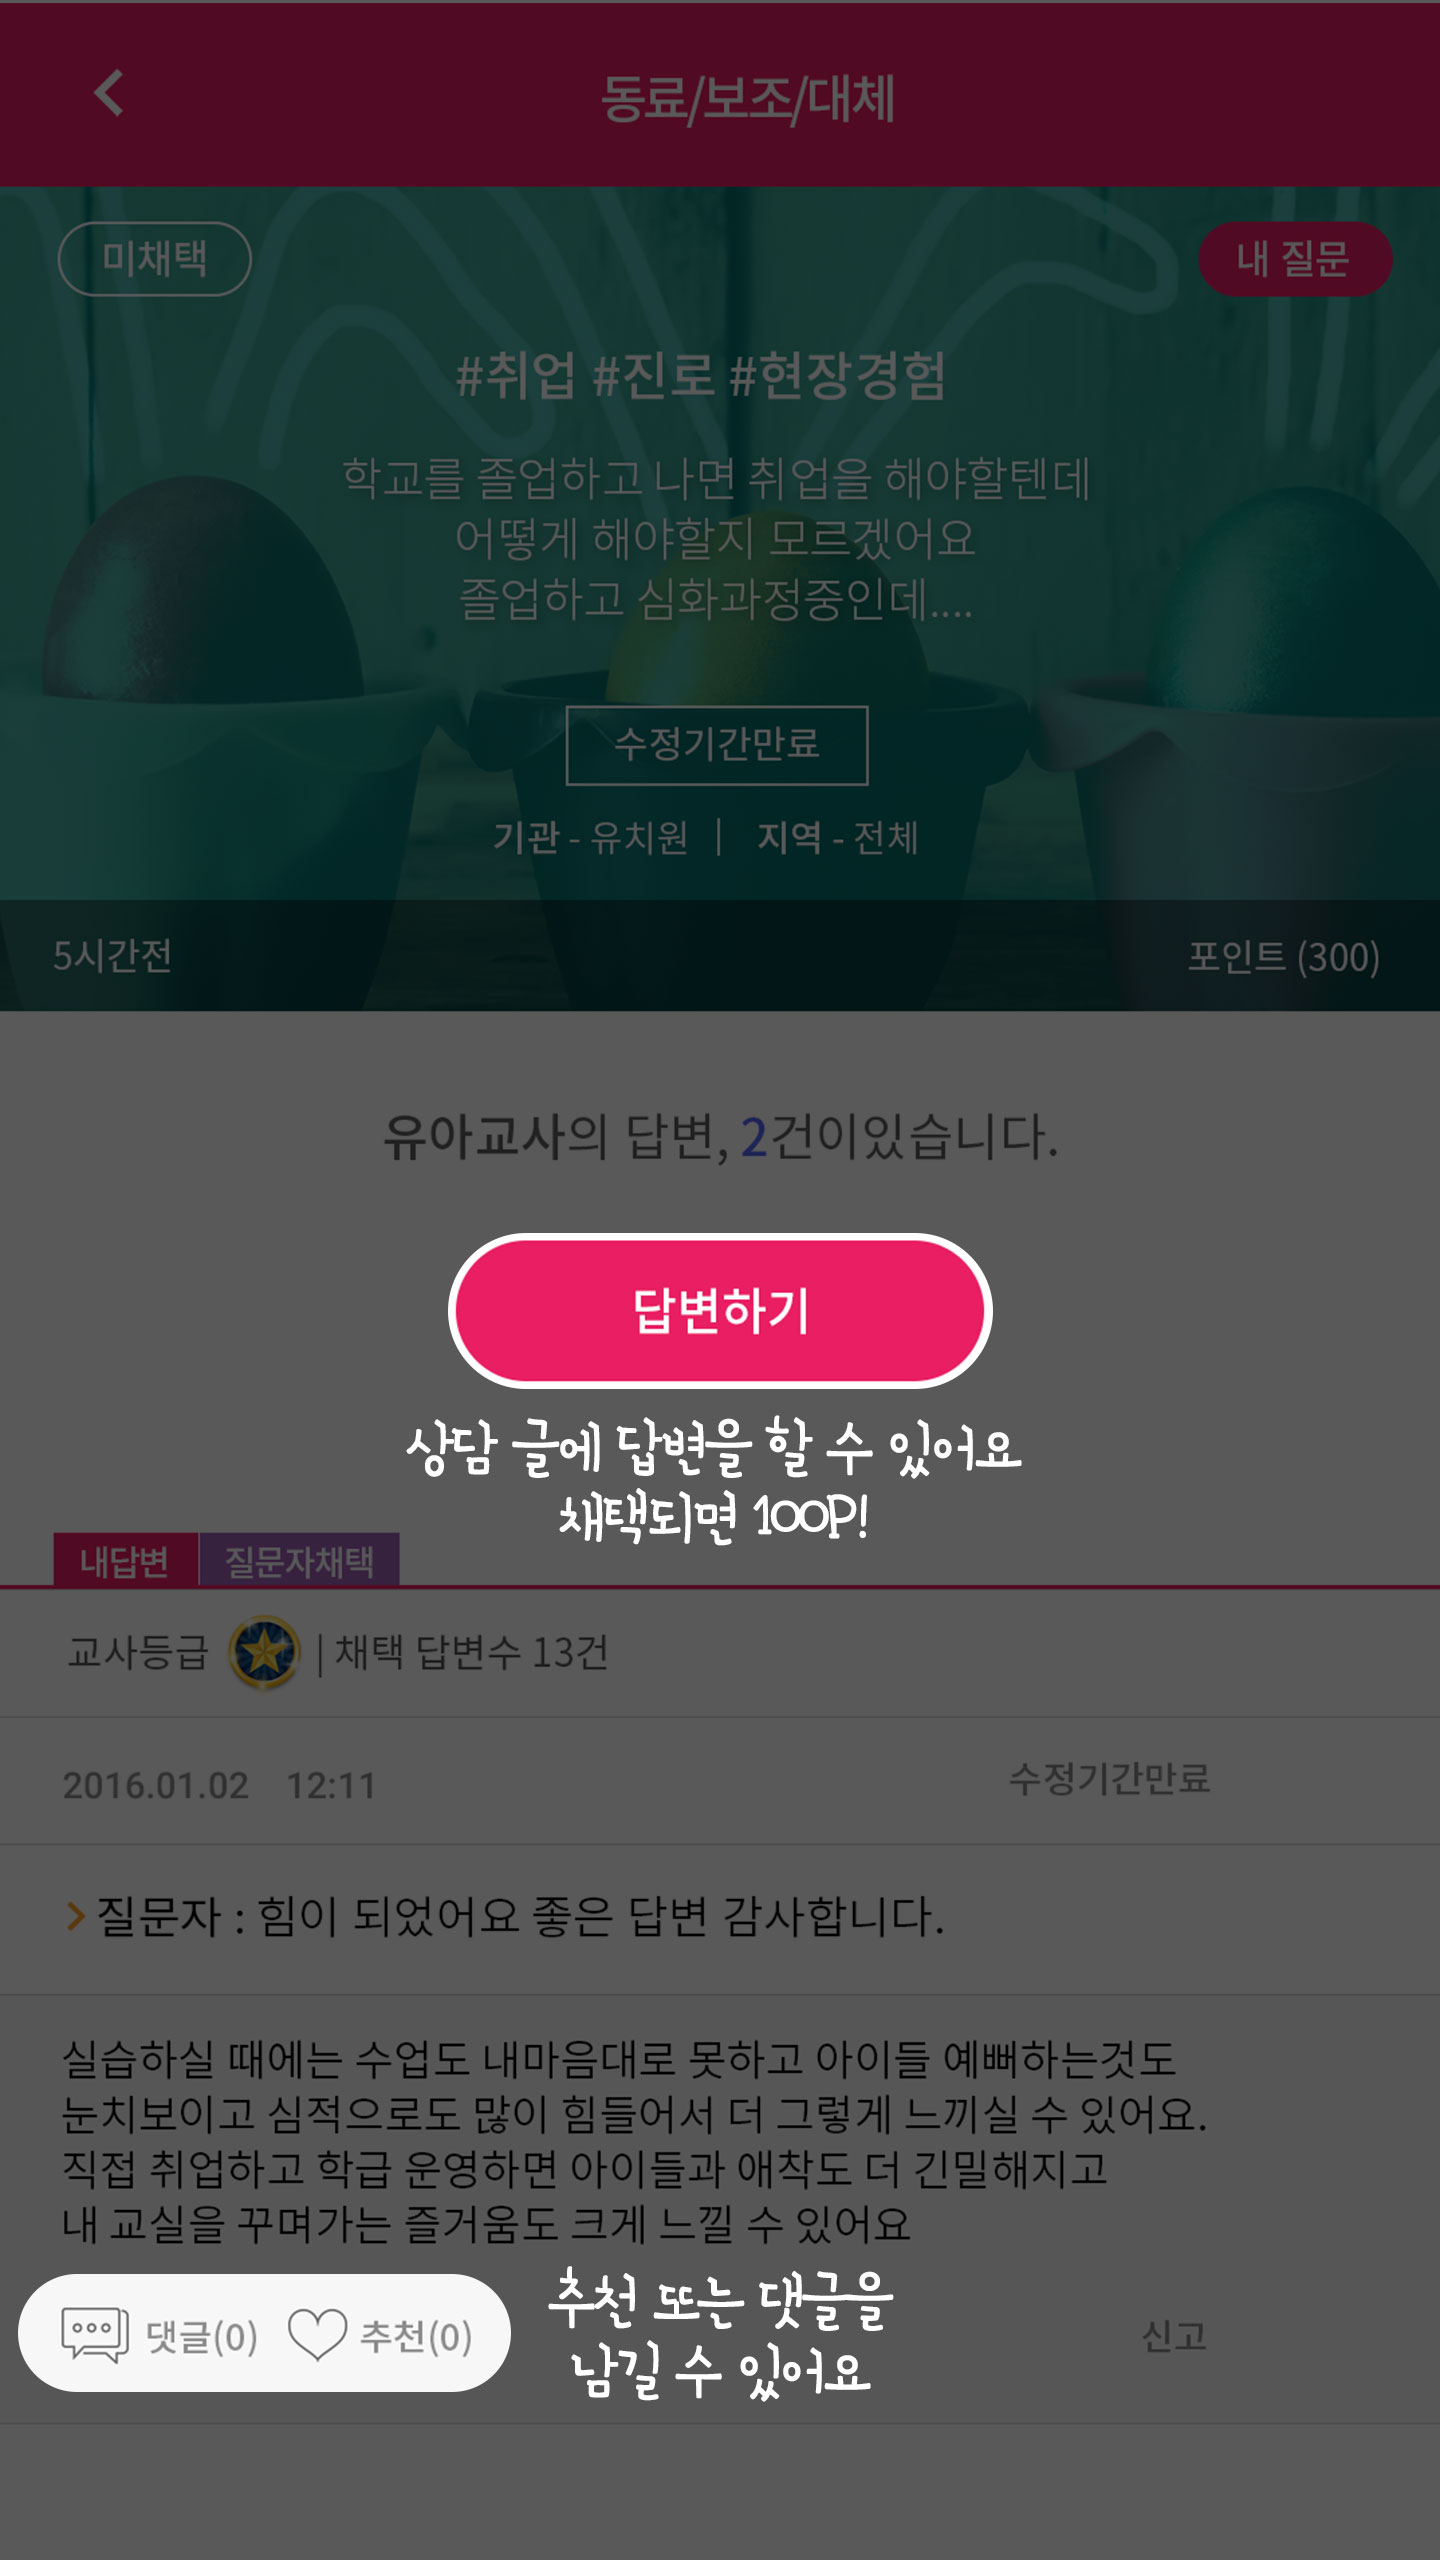 동료/보조/대체
미채택
내 질문
#취업 #진로 #현장경험
학교를 졸업하고 나면 취업을 해야할텐데
어떻게 해야할지 모르겠어요
졸업하고 심화과정중인데....
수정기간만료
기관 - 유치원 | 지역 - 전체
5시간전
포인트 (300)
유아교사의 답변, 2건이있습니다.
답변하기
상담 글에 답변을 할 수 있어요
채택되면 100P!
내답변
질문자채택
교사등급 | 채택 답변수 13건
2016.01.02 12:11
수정기간만료
질문자 : 힘이 되었어요 좋은 답변 감사합니다.
실습하실 때에는 수업도 내마음대로 못하고 아이들 예뻐하는것도
눈치보이고 심적으로도 많이 힘들어서 더 그렇게 느끼실 수 있어요.
직접 취업하고 학급 운영하면 아이들과 애착도 더 긴밀해지고
내 교실을 꾸며가는 즐거움도 크게 느낄 수 있어요
댓글(0) 추천(0)
추천 또는 댓글을
남길 수 있어요
신고